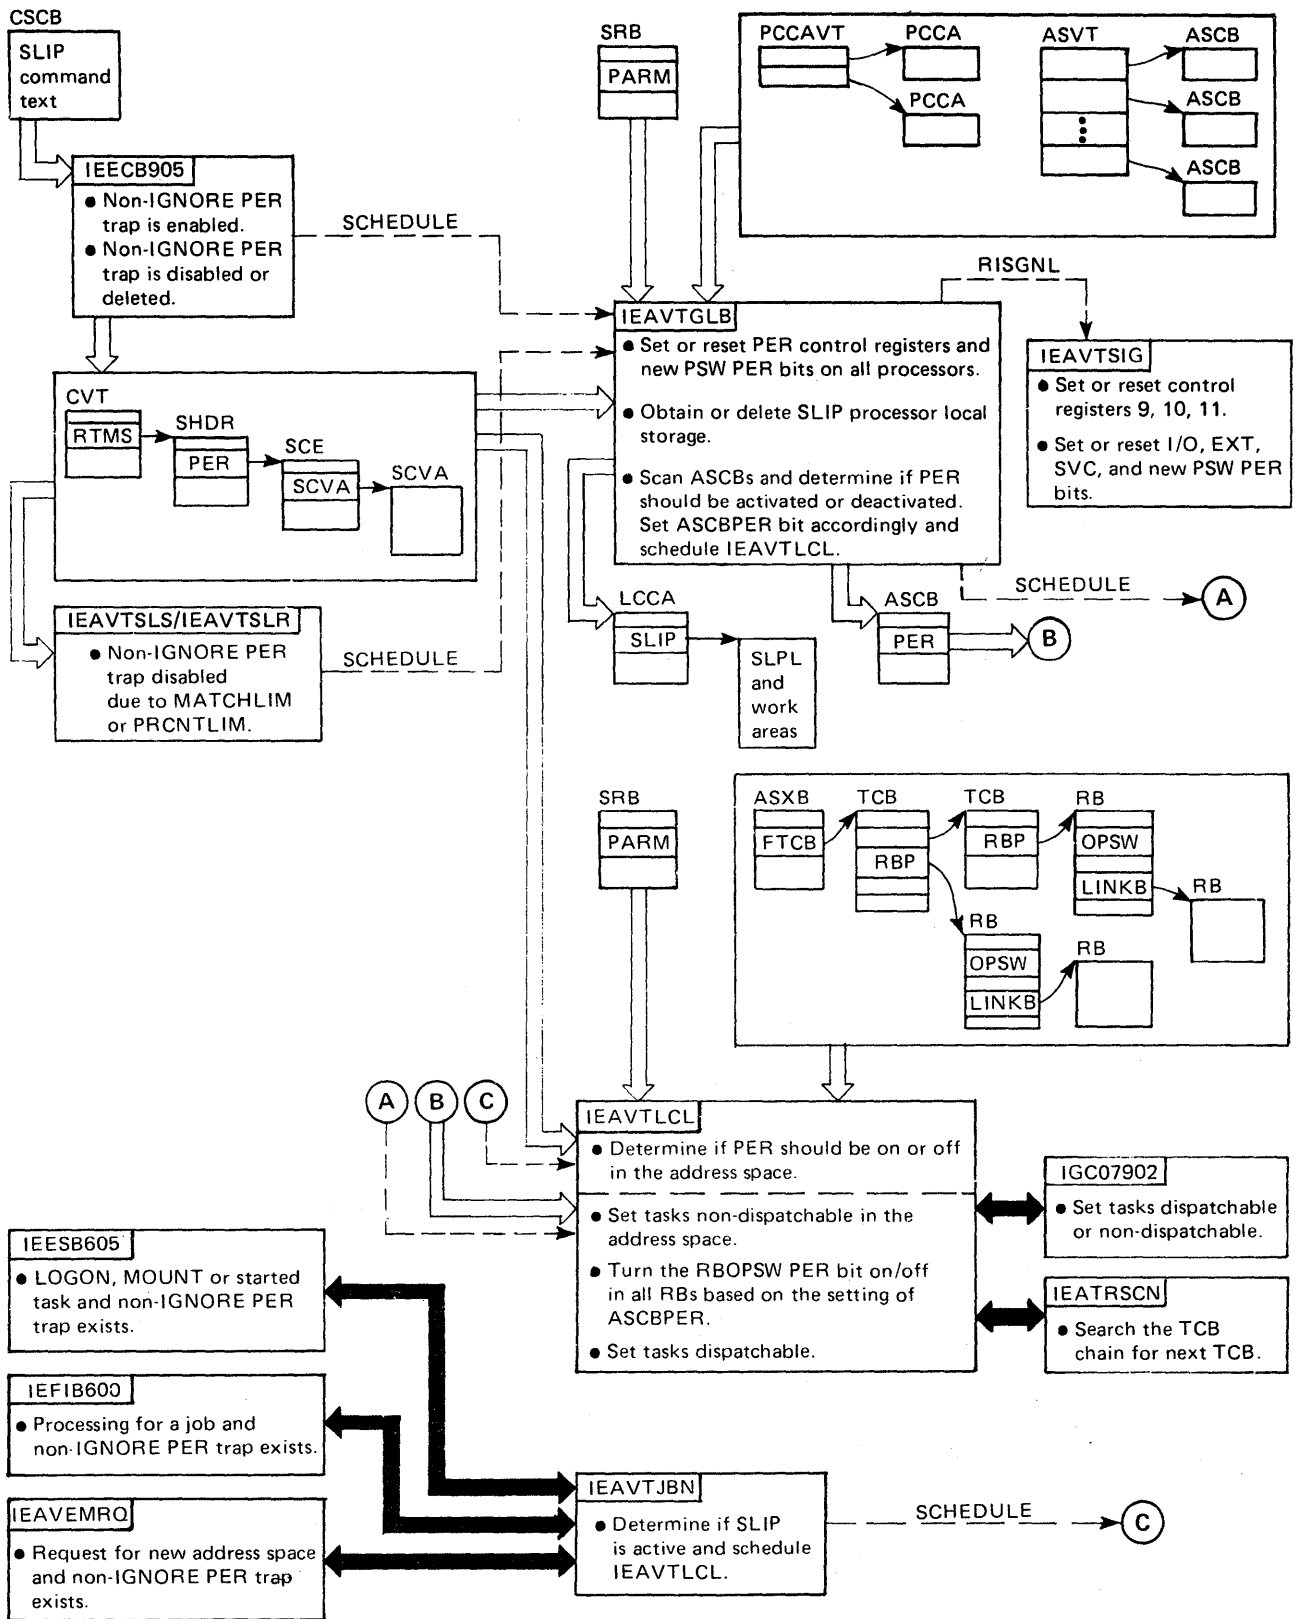 CSCB
SLIP
command
text
IEECB905
● Non-IGNORE PER
trap is enabled.
● Non-IGNORE PER
trap is disabled or
deleted.
SCHEDULE
SRB
PARM
PCCAVT
PCCA
PCCA
ASVT
ASCB
ASCB
ASCB
RISGNL
IEAVTGLB
● Set or reset PER control registers and
new PSW PER bits on all processors.
● Obtain or delete SLIP processor local
storage.
● Scan ASCBs and determine if PER
should be activated or deactivated.
Set ASCBPER bit accordingly and
schedule IEAVTLCL.
IEAVTSIG
● Set or reset control
registers 9, 10, 11.
● Set or reset I/O, EXT,
SVC, and new PSW PER
bits.
CVT
RTMS
SHDR
PER
SCE
SCVA
SCVA
IEAVTSLS/IEAVTSLR
● Non-IGNORE PER
trap disabled
due to MATCHLIM
or PRCNTLIM.
SCHEDULE
LCCA
SLIP
SLPL
and
work
areas
ASCB
PER
B
SCHEDULE
A
SRB
PARM
ASXB
FTCB
TCB
RBP
TCB
RBP
RB
OPSW
LINKB
RB
RB
OPSW
LINKB
RB
A
B
C
IEAVTLCL
● Determine if PER should be on or off
in the address space.
● Set tasks non-dispatchable in the
address space.
● Turn the RBOPSW PER bit on/off
in all RBs based on the setting of
ASCBPER.
● Set tasks dispatchable.
IGC07902
● Set tasks dispatchable
or non-dispatchable.
IEATRSCN
● Search the TCB
chain for next TCB.
IEESB605
● LOGON, MOUNT or started
task and non-IGNORE PER
trap exists.
IEFIB600
● Processing for a job and
non-IGNORE PER trap exists.
IEAVEMRQ
● Request for new address space
and non-IGNORE PER trap
exists.
IEAVTJBN
● Determine if SLIP
is active and schedule
IEAVTLCL.
SCHEDULE
C